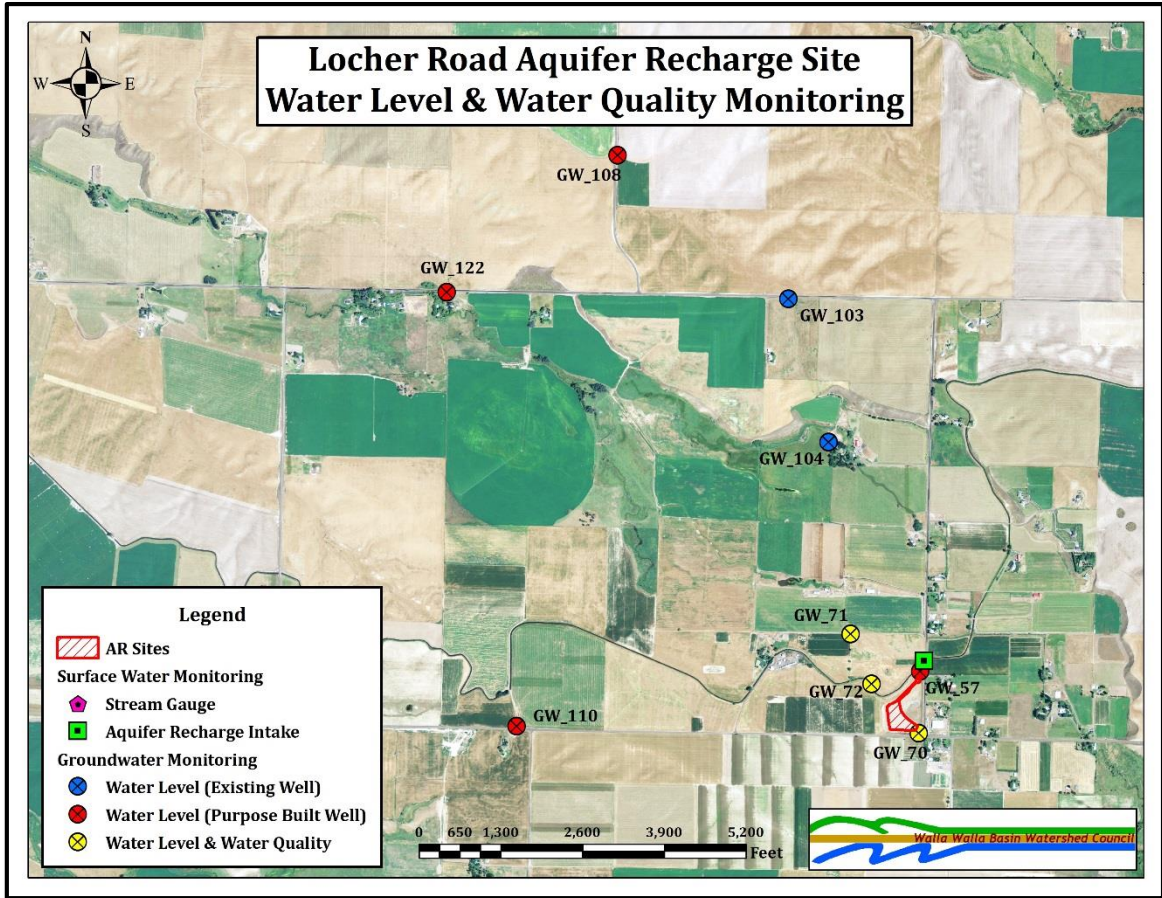 Locher Road Aquifer Recharge Site
Water Level & Water Quality Monitoring
N
W
E
S
GW_108
GW_122
GW_103
GW_104
GW_71
GW_72
GW_57
GW_110
GW_70
Legend
AR Sites
Surface Water Monitoring
Stream Gauge
Aquifer Recharge Intake
Groundwater Monitoring
Water Level (Existing Well)
Water Level (Purpose Built Well)
Water Level & Water Quality
0 650 1,300 2,600 3,900 5,200
Feet
Walla Walla Basin Watershed Council